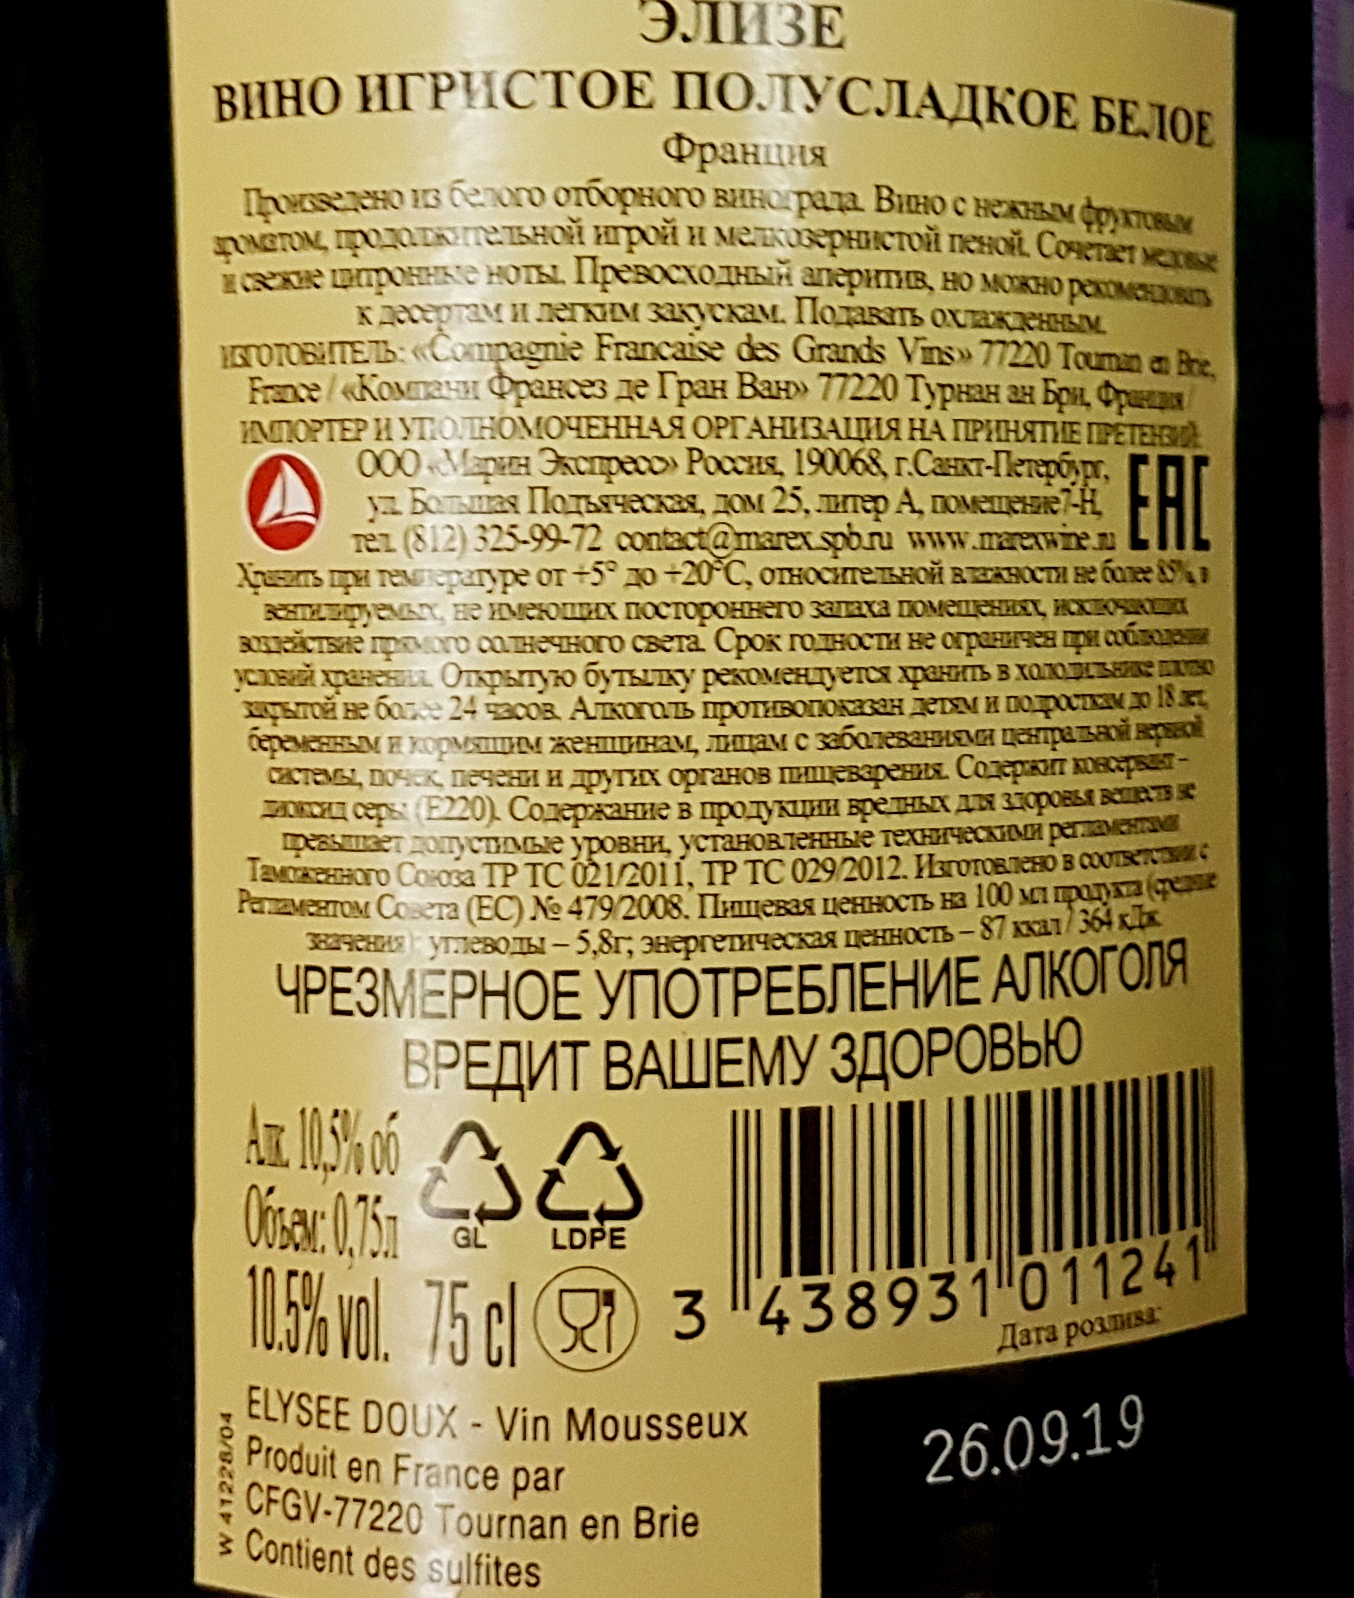 ЭЛИЗЕ
ВИНО ИГРИСТОЕ ПОЛУСЛАДКОЕ БЕЛОЕ
Франция
Произведено из белого отборного винограда. Вино с нежным фруктовым
ароматом, продолжительной игрой и мелкозернистой пеной. Сочетает медовые
и свежие цитронные ноты. Превосходный аперитив, но можно рекомендовать
к десертам и легким закускам. Подавать охлажденным.
ИЗГОТОВИТЕЛЬ: «Compagnie Francaise des Grands Vins» 77220 Tournan en Brie,
France / «Компани Франсез де Гран Ван» 77220 Турнан ан Бри, Франция /
ИМПОРТЕР И УПОЛНОМОЧЕННАЯ ОРГАНИЗАЦИЯ НА ПРИНЯТИЕ ПРЕТЕНЗИЙ:
ООО «Марин Экспресс» Россия, 190068, г.Санкт-Петербург,
ул. Большая Подъяческая, дом 25, литер А, помещение7-Н,
тел. (812) 325-99-72 contact@marex.spb.ru www.marexwine.ru
EAC
Хранить при температуре от +5° до +20°С, относительной влажности не более 85%, в
вентилируемых, не имеющих постороннего запаха помещениях, исключающих
воздействие прямого солнечного света. Срок годности не ограничен при соблюдении
условий хранения. Открытую бутылку рекомендуется хранить в холодильнике плотно
закрытой не более 24 часов. Алкоголь противопоказан детям и подросткам до 18 лет,
беременным и кормящим женщинам, лицам с заболеваниями центральной нервной
системы, почек, печени и других органов пищеварения. Содержит консервант -
диоксид серы (E220). Содержание в продукции вредных для здоровья веществ не
превышает допустимые уровни, установленные техническими регламентами
Таможенного Союза ТР ТС 021/2011, ТР ТС 029/2012. Изготовлено в соответствии с
Регламентом Совета (ЕС) № 479/2008. Пищевая ценность на 100 мл продукта (средние
значения): углеводы – 5,8г; энергетическая ценность – 87 ккал / 364 кДж.
ЧРЕЗМЕРНОЕ УПОТРЕБЛЕНИЕ АЛКОГОЛЯ
ВРЕДИТ ВАШЕМУ ЗДОРОВЬЮ
Алк. 10,5% об
Объем: 0,75л
GL LDPE
10.5% vol. 75 cl
3 438931 011241
Дата розлива:
26.09.19
ELYSEE DOUX - Vin Mousseux
Produit en France par
CFGV-77220 Tournan en Brie
Contient des sulfites
W 41228/04